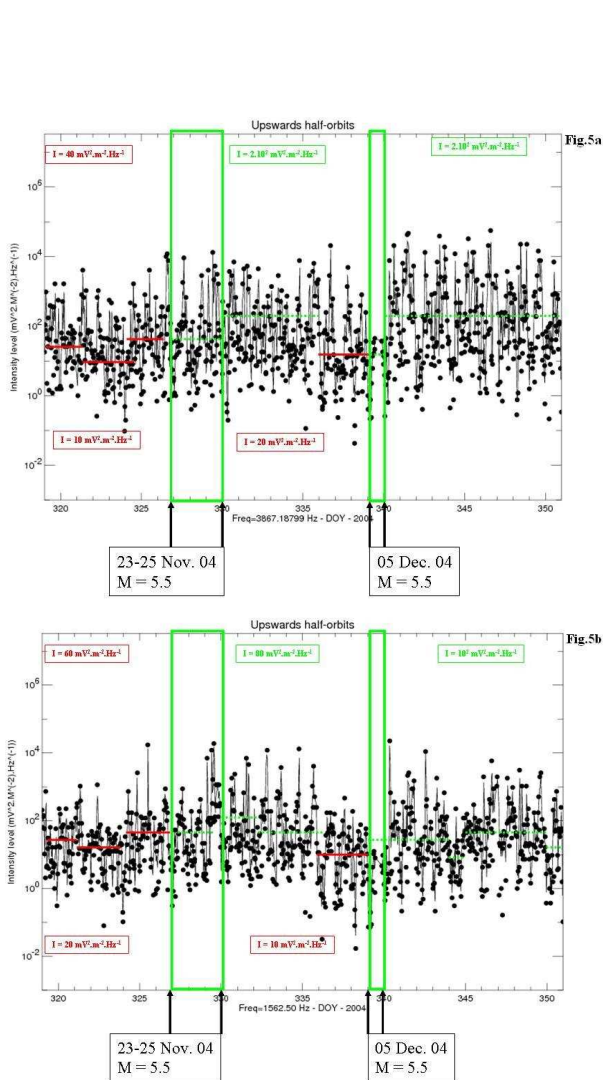 Upswards half-orbits
Fig.5a
I = 40 mV².m⁻².Hz⁻¹
I = 2.10² mV².m⁻².Hz⁻¹
I = 2.10² mV².m⁻².Hz⁻¹
Intensity level (mV^2.M^(-2).Hz^(-1))
10⁶
10⁴
10²
10⁰
10⁻²
I = 10 mV².m⁻².Hz⁻¹
I = 20 mV².m⁻².Hz⁻¹
320 325 330 335 340 345 350
Freq=3867.18799 Hz - DOY - 2004
23-25 Nov. 04
M = 5.5
05 Dec. 04
M = 5.5
Upswards half-orbits
Fig.5b
I = 60 mV².m⁻².Hz⁻¹
I = 80 mV².m⁻².Hz⁻¹
I = 10² mV².m⁻².Hz⁻¹
Intensity level (mV^2.M^(-2).Hz^(-1))
10⁶
10⁴
10²
10⁰
10⁻²
I = 20 mV².m⁻².Hz⁻¹
I = 10 mV².m⁻².Hz⁻¹
320 325 330 335 340 345 350
Freq=1562.50 Hz - DOY - 2004
23-25 Nov. 04
M = 5.5
05 Dec. 04
M = 5.5